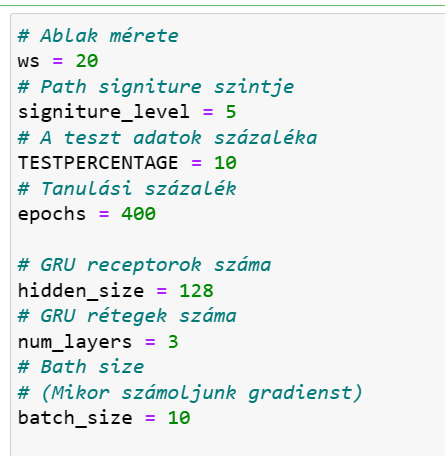 # Ablak mérete
ws = 20
# Path signiture szintje
signiture_level = 5
# A teszt adatok százaléka
TESTPERCENTAGE = 10
# Tanulási százalék
epochs = 400
# GRU receptorok száma
hidden_size = 128
# GRU rétegek száma
num_layers = 3
# Bath size
# (Mikor számoljunk gradienst)
batch_size = 10